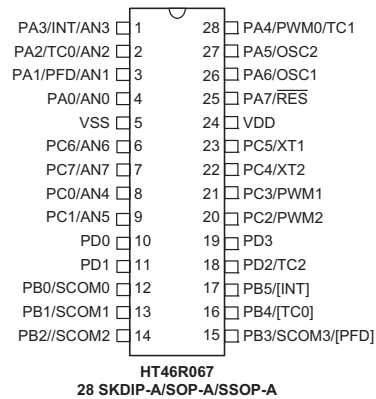 PA3/INT/AN3 1 28 PA4/PWM0/TC1
PA2/TC0/AN2 2 27 PA5/OSC2
PA1/PFD/AN1 3 26 PA6/OSC1
PA0/AN0 4 25 PA7/RES
VSS 5 24 VDD
PC6/AN6 6 23 PC5/XT1
PC7/AN7 7 22 PC4/XT2
PC0/AN4 8 21 PC3/PWM1
PC1/AN5 9 20 PC2/PWM2
PD0 10 19 PD3
PD1 11 18 PD2/TC2
PB0/SCOM0 12 17 PB5/[INT]
PB1/SCOM1 13 16 PB4/[TC0]
PB2//SCOM2 14 15 PB3/SCOM3/[PFD]
HT46R067
28 SKDIP-A/SOP-A/SSOP-A